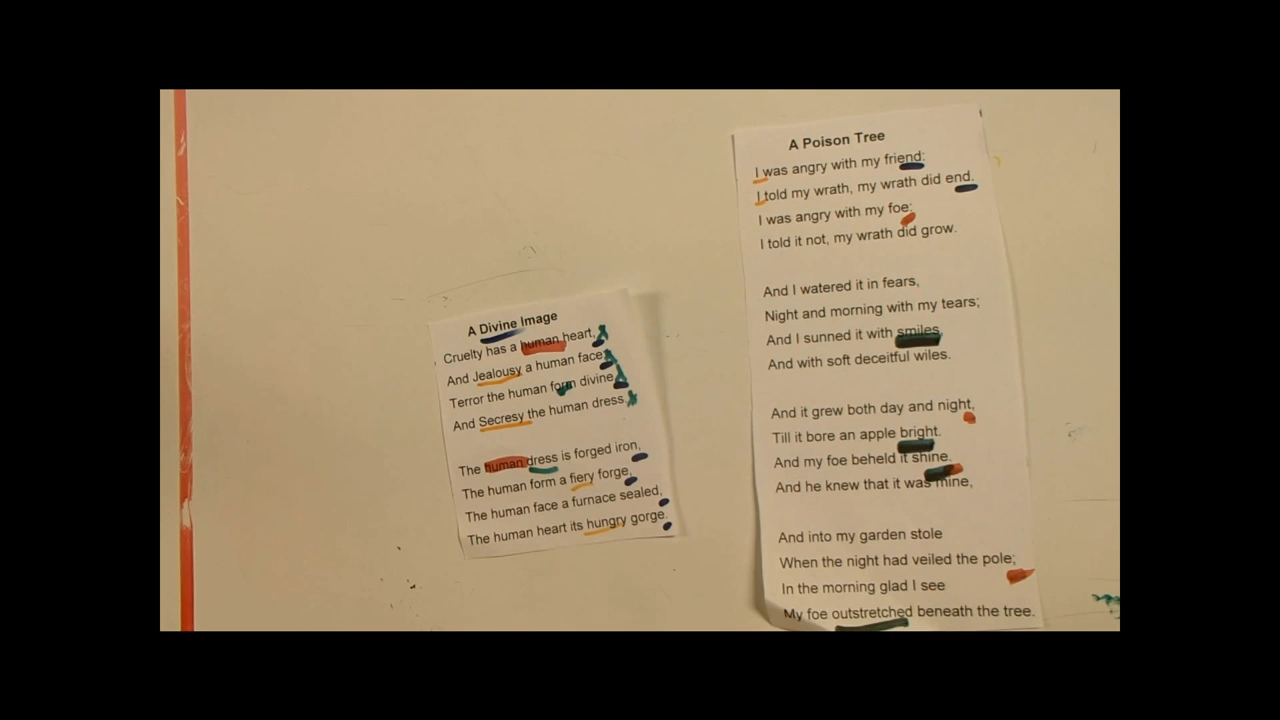 A Divine Image
Cruelty has a human heart,
And Jealousy a human face
Terror the human form divine
And Secresy the human dress

The human dress is forged iron,
The human form a fiery forge,
The human face a furnace sealed,
The human heart its hungry gorge.

A Poison Tree
I was angry with my friend:
I told my wrath, my wrath did end.
I was angry with my foe:
I told it not, my wrath did grow.

And I watered it in fears,
Night and morning with my tears;
And I sunned it with smiles,
And with soft deceitful wiles.

And it grew both day and night,
Till it bore an apple bright.
And my foe beheld it shine.
And he knew that it was mine,

And into my garden stole
When the night had veiled the pole;
In the morning glad I see
My foe outstretched beneath the tree.